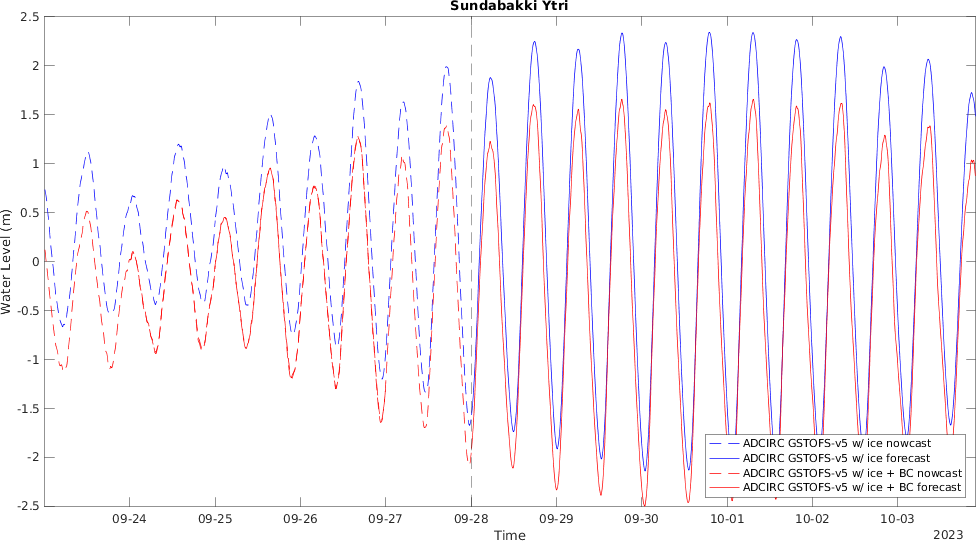 Sundabakki Ytri
2.5
2
1.5
1
0.5
0
-0.5
-1
-1.5
-2
-2.5
Water Level (m)
ADCIRC GSTOFS-v5 w/ ice nowcast
ADCIRC GSTOFS-v5 w/ ice forecast
ADCIRC GSTOFS-v5 w/ ice + BC nowcast
ADCIRC GSTOFS-v5 w/ ice + BC forecast
09-24 09-25 09-26 09-27 09-28 09-29 09-30 10-01 10-02 10-03
Time
2023